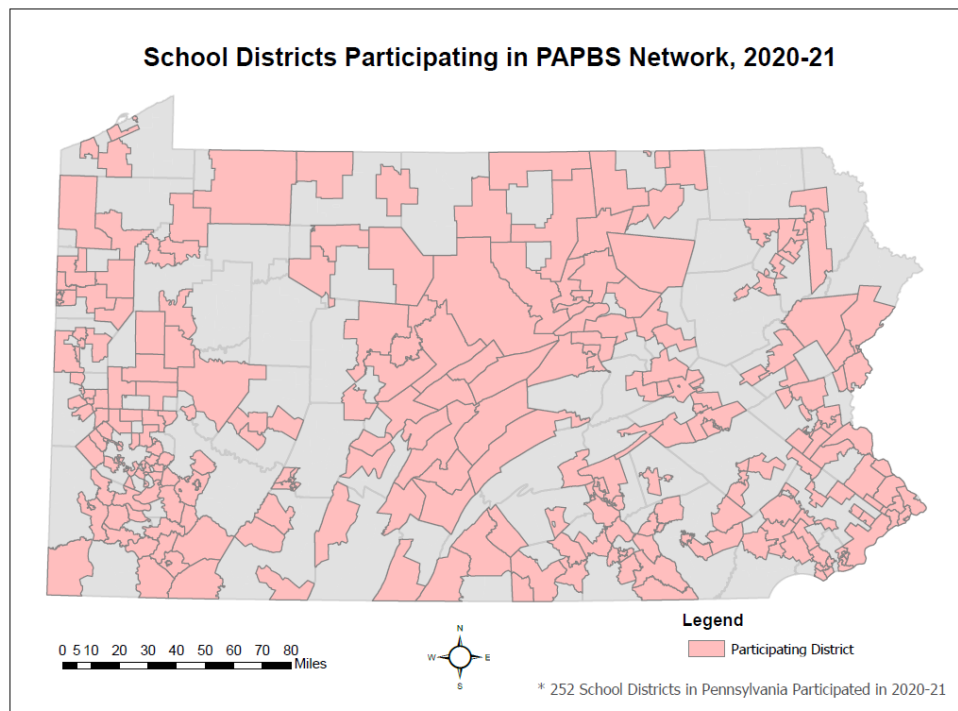 School Districts Participating in PAPBS Network, 2020-21
Legend
Participating District
0 5 10 20 30 40 50 60 70 80
Miles
N
W E
S
* 252 School Districts in Pennsylvania Participated in 2020-21